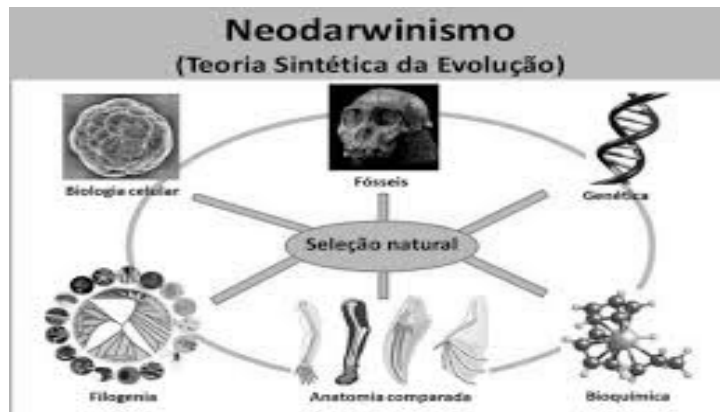 Neodarwinismo
(Teoria Sintética da Evolução)
Biologia celular
Fósseis
Genética
Seleção natural
Filogenia
Anatomia comparada
Bioquímica